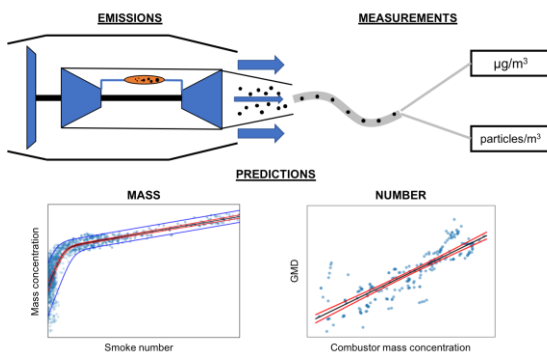 EMISSIONS
MEASUREMENTS
µg/m³
particles/m³
PREDICTIONS
MASS
NUMBER
Mass concentration
Smoke number
GMD
Combustor mass concentration